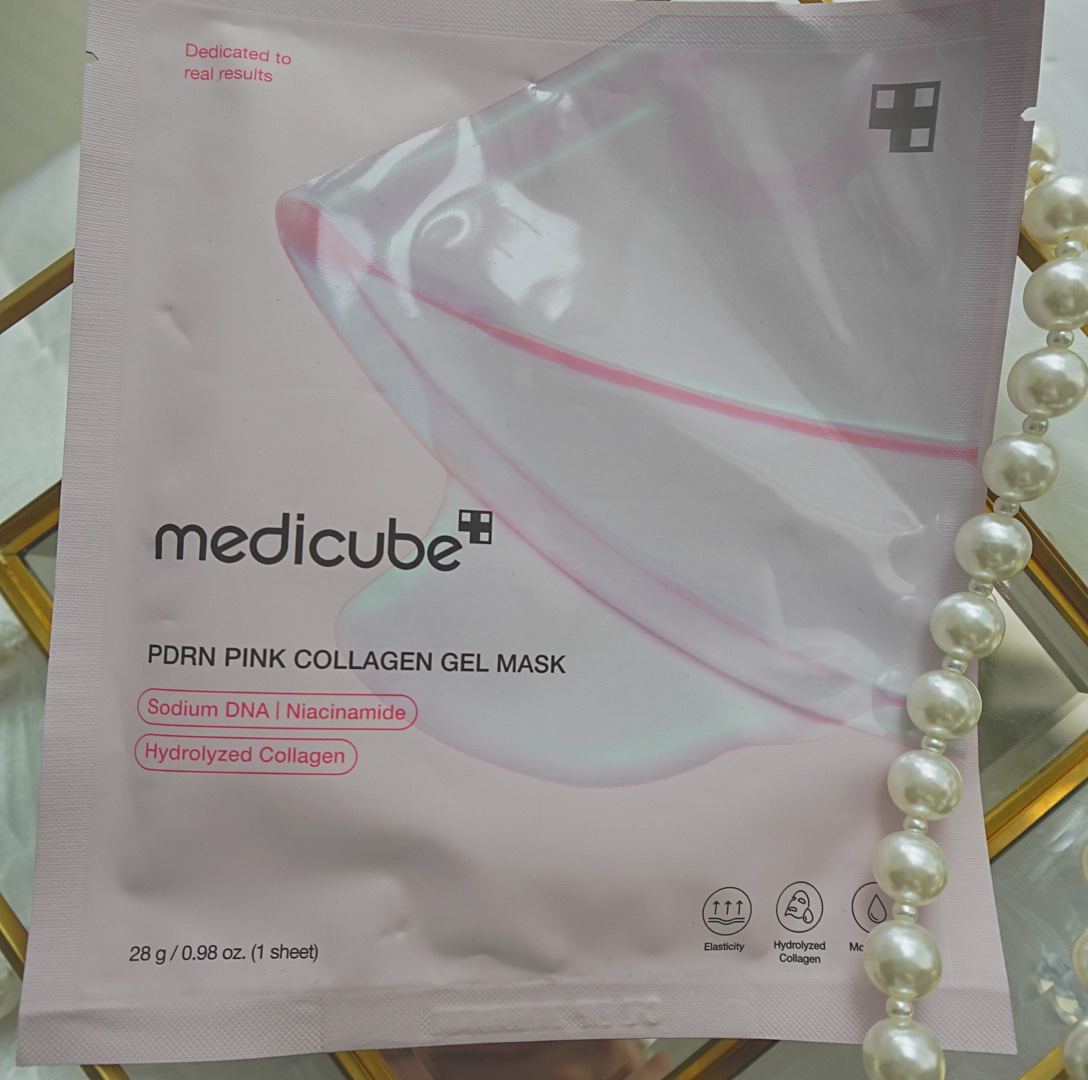 Dedicated to
real results
medicube
PDRN PINK COLLAGEN GEL MASK
Sodium DNA | Niacinamide
Hydrolyzed Collagen
28 g / 0.98 oz. (1 sheet)
Elasticity
Hydrolyzed
Collagen